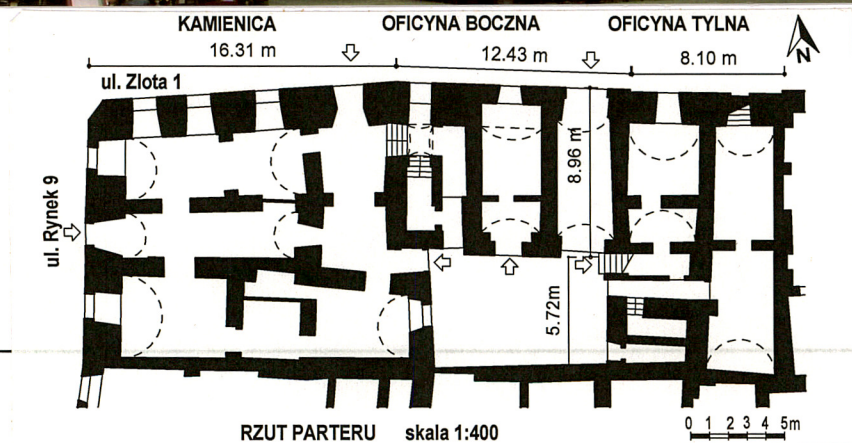 KAMIENICA OFICYNA BOCZNA OFICYNA TYLNA
16.31 m 12.43 m 8.10 m
N
ul. Zlota 1
8.96 m
ul. Rynek 9
5.72m
RZUT PARTERU skala 1:400
0 1 2 3 4 5m